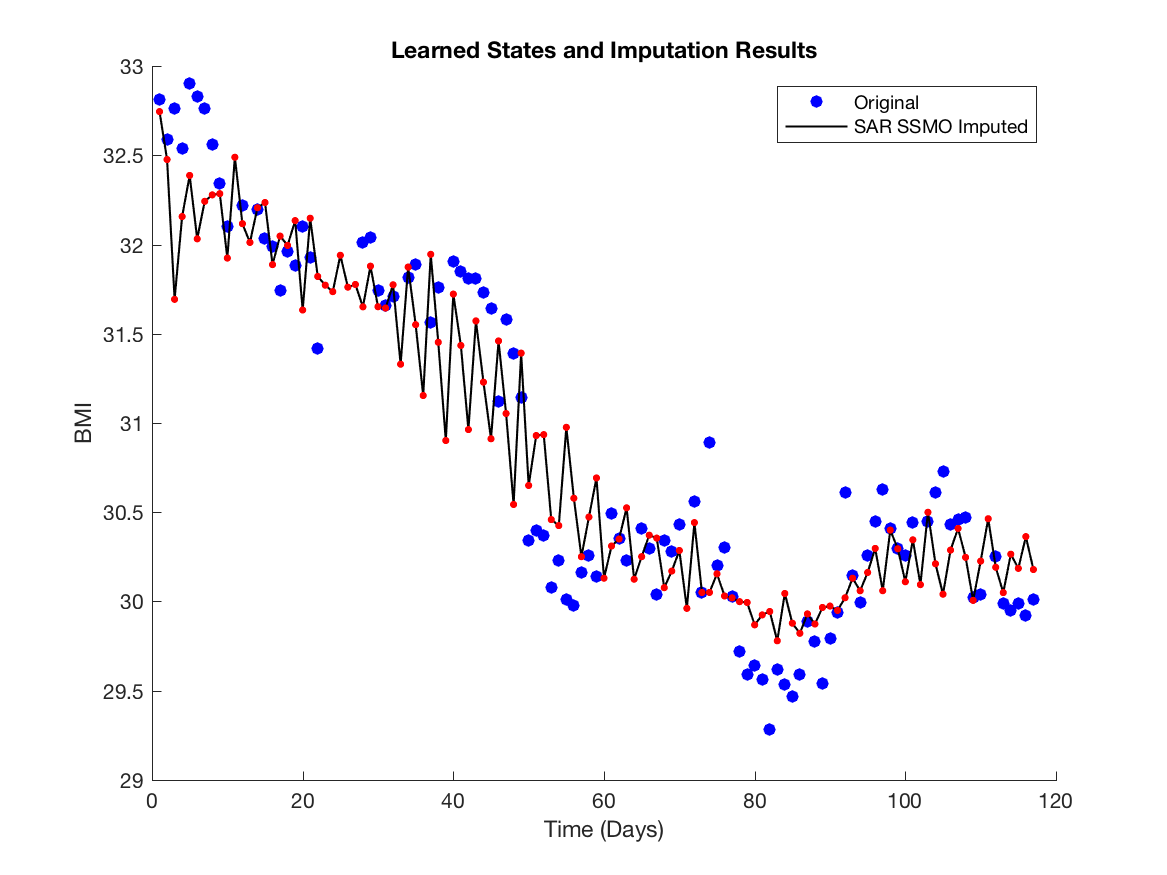 Learned States and Imputation Results
Original
SAR SSMO Imputed
33
32.5
32
31.5
31
30.5
30
29.5
29
BMI
0 20 40 60 80 100 120
Time (Days)